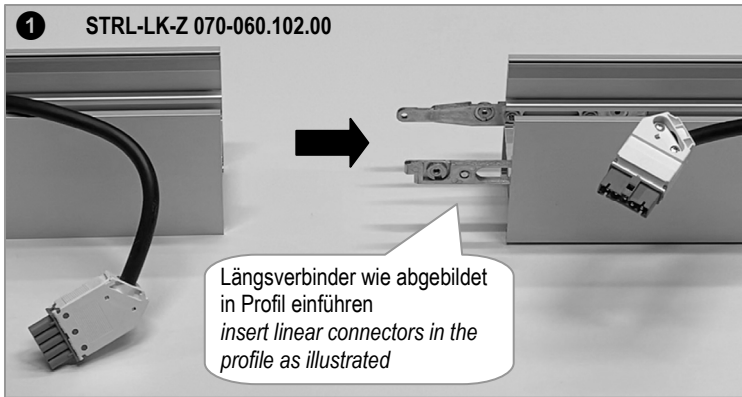 1 STRL-LK-Z 070-060.102.00
Längsverbinder wie abgebildet
in Profil einführen
insert linear connectors in the
profile as illustrated